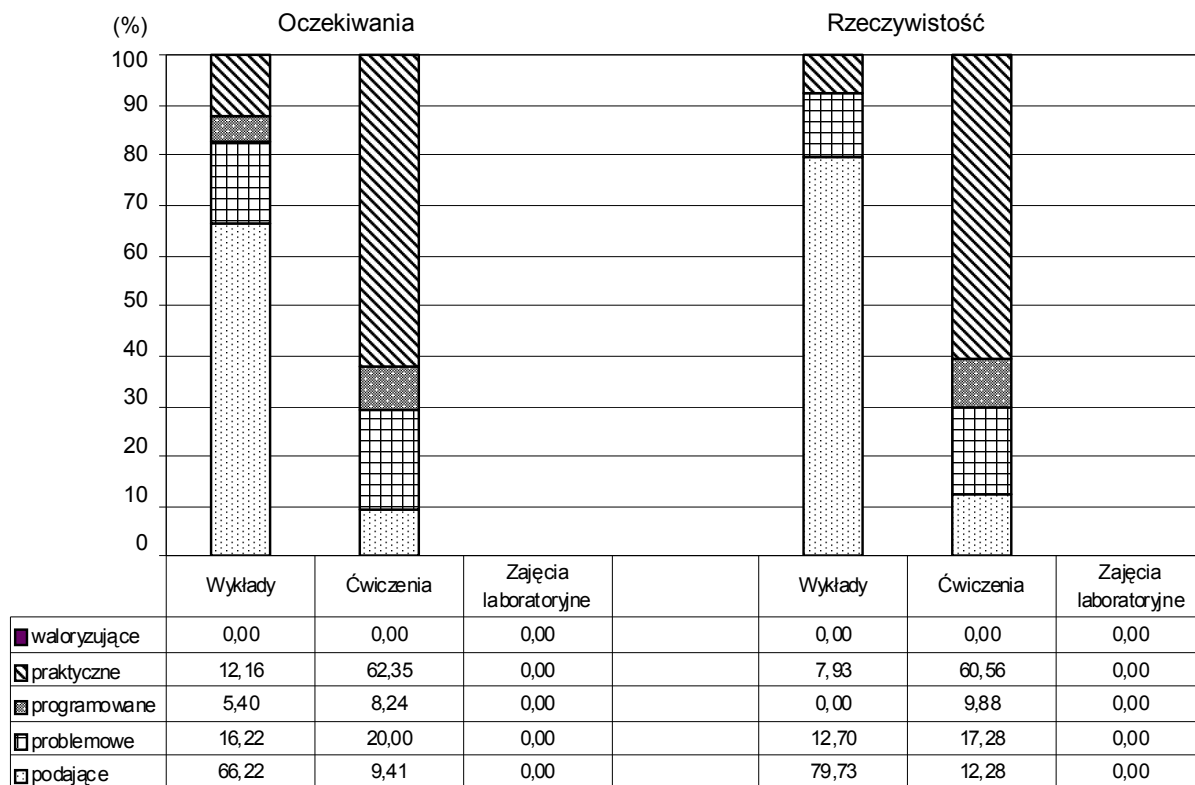 (%) Oczekiwania Rzeczywistość
100
90
80
70
60
50
40
30
20
10
0
Wykłady Ćwiczenia Zajęcia laboratoryjne Wykłady Ćwiczenia Zajęcia laboratoryjne
waloryzujące 0,00 0,00 0,00 0,00 0,00 0,00
praktyczne 12,16 62,35 0,00 7,93 60,56 0,00
programowane 5,40 8,24 0,00 0,00 9,88 0,00
problemowe 16,22 20,00 0,00 12,70 17,28 0,00
podające 66,22 9,41 0,00 79,73 12,28 0,00